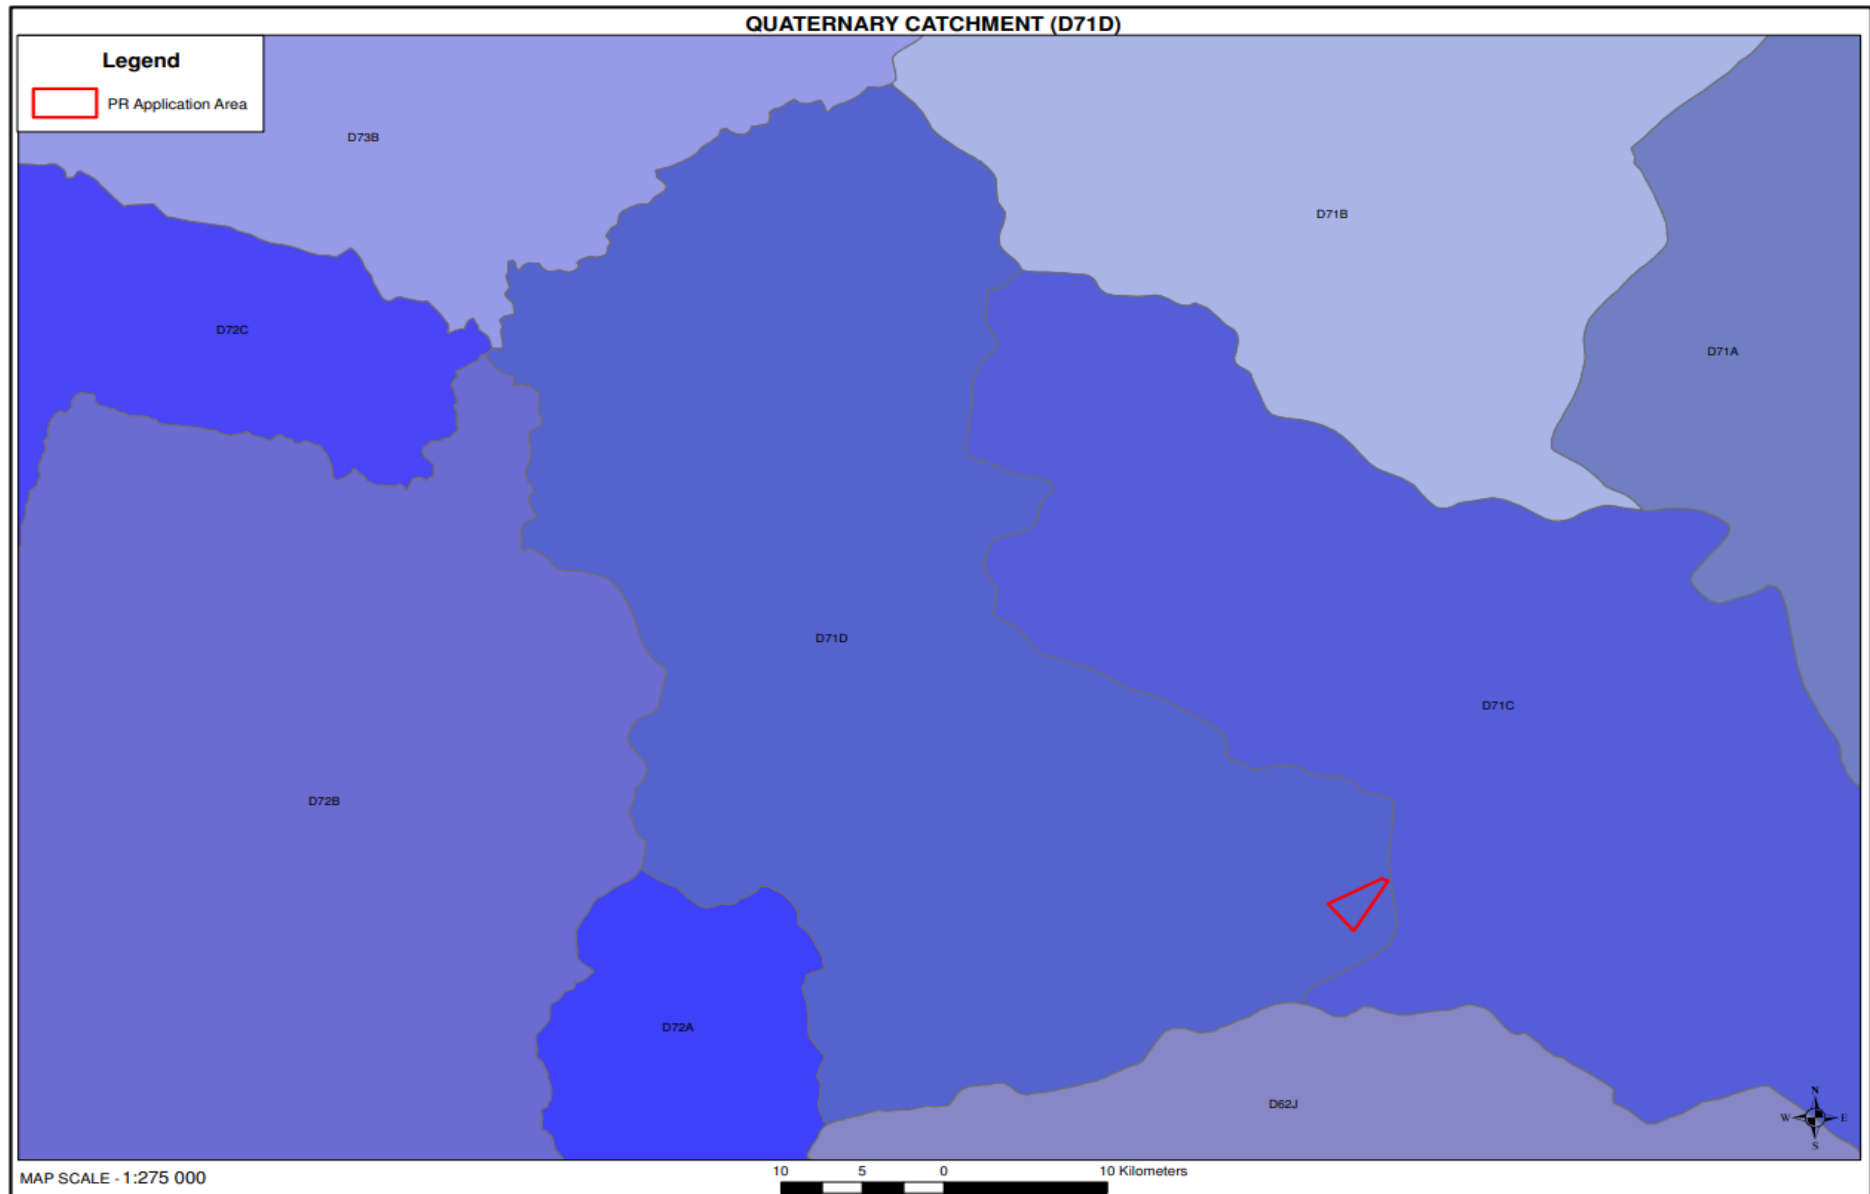 QUATERNARY CATCHMENT (D71D)
Legend
PR Application Area
D73B
D71B
D72C
D71A
D71D
D71C
D72B
D72A
D62J
N
W E
S
MAP SCALE - 1:275 000
10 5 0 10 Kilometers